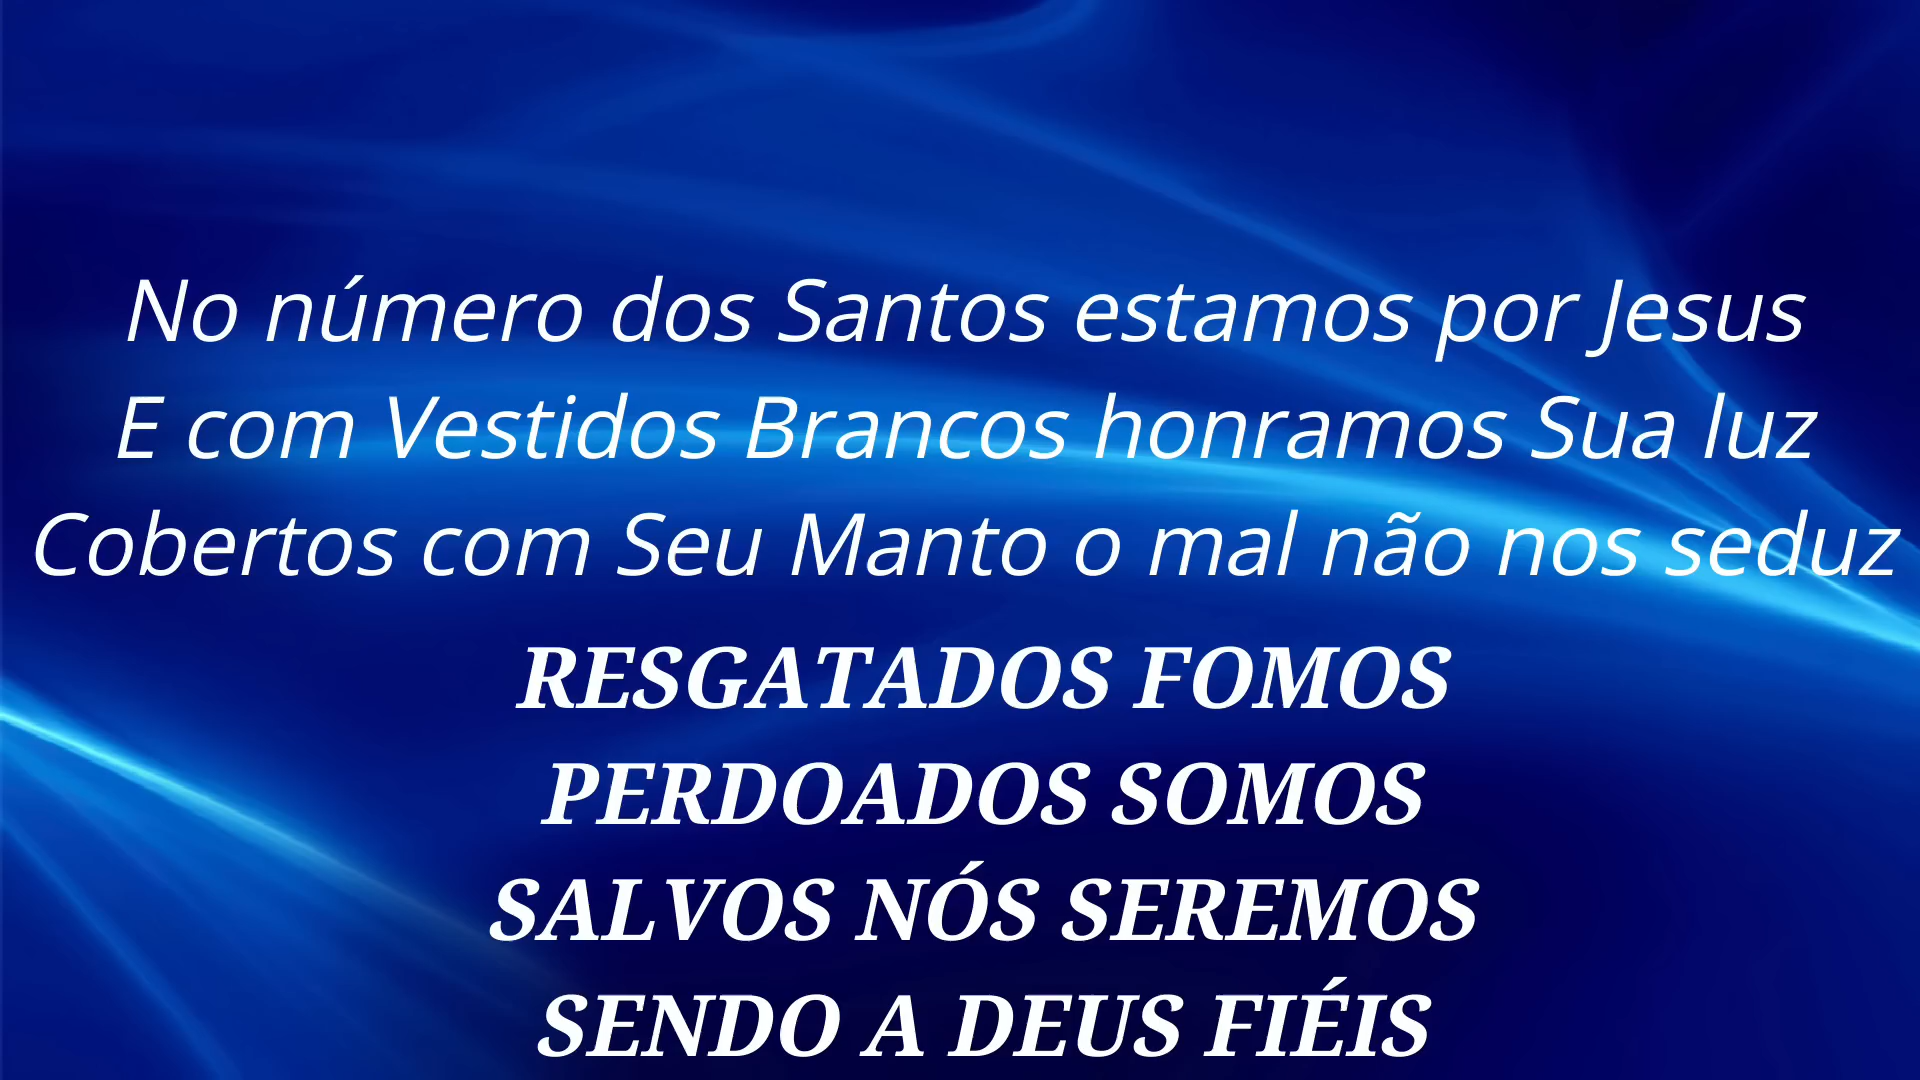 No número dos Santos estamos por Jesus
E com Vestidos Brancos honramos Sua luz
Cobertos com Seu Manto o mal não nos seduz
RESGATADOS FOMOS
PERDOADOS SOMOS
SALVOS NÓS SEREMOS
SENDO A DEUS FIÉIS